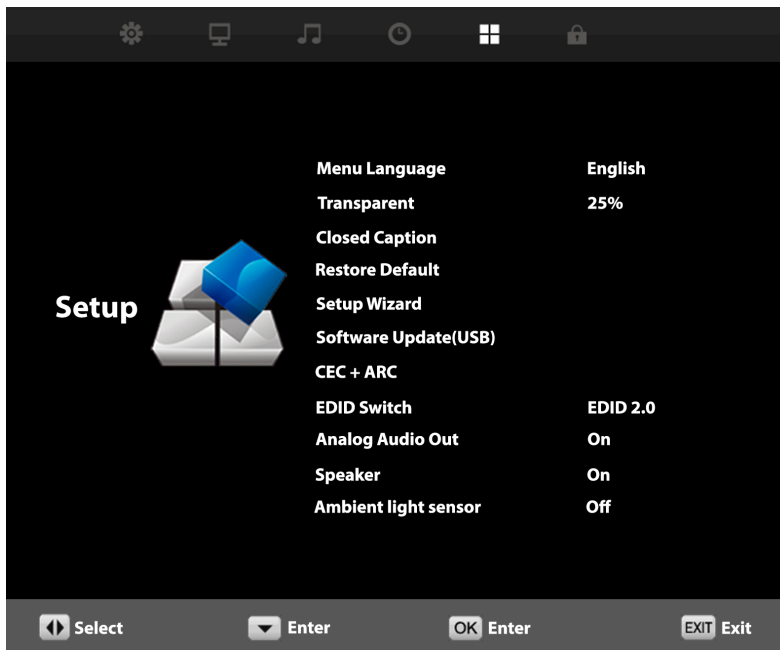 Menu Language English
Transparent 25%
Closed Caption
Restore Default
Setup Setup Wizard
Software Update(USB)
CEC + ARC
EDID Switch EDID 2.0
Analog Audio Out On
Speaker On
Ambient light sensor Off
Select Enter OK Enter EXIT Exit